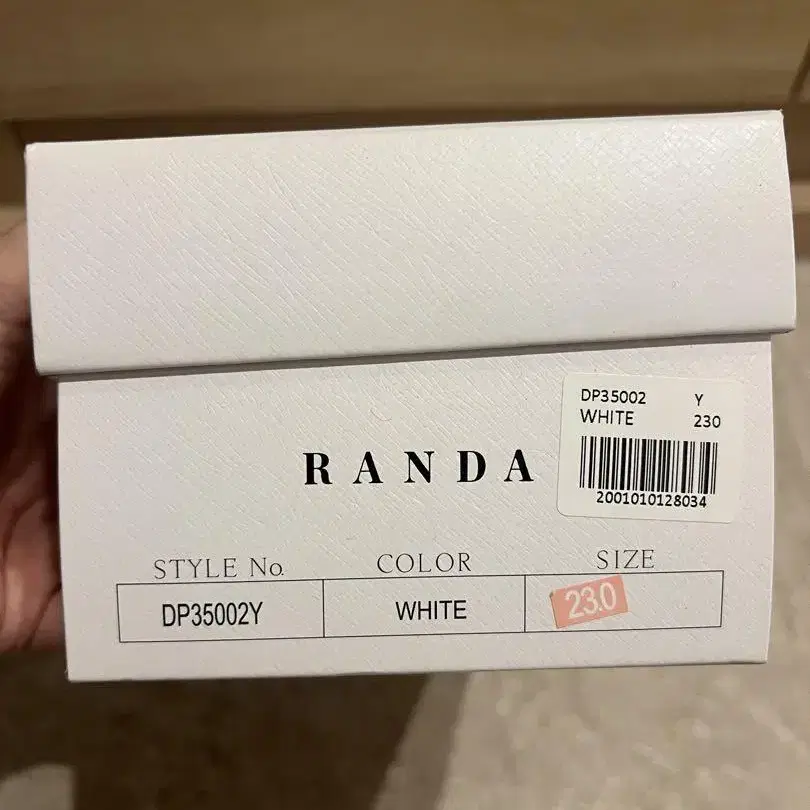 DP35002 Y
WHITE 230
2001010128034
RANDA
STYLE No. COLOR SIZE
DP35002Y WHITE 23.0